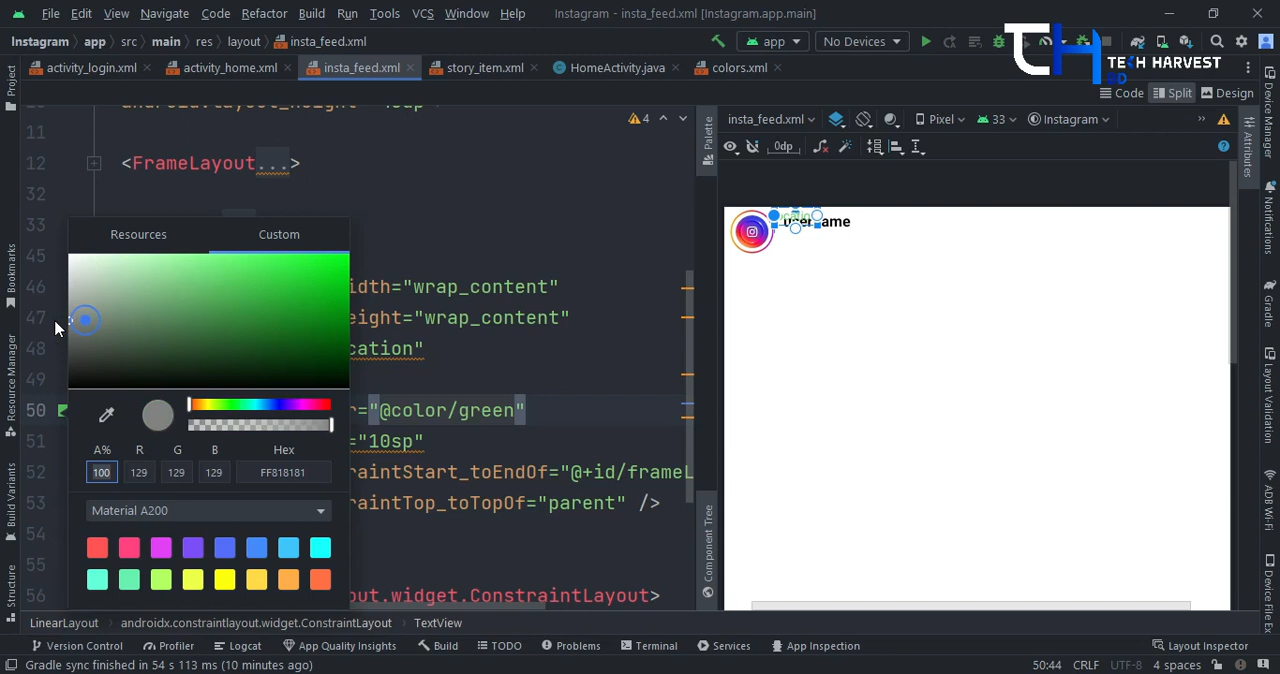 File Edit View Navigate Code Refactor Build Run Tools VCS Window Help Instagram - insta_feed.xml [Instagram.app.main]
Instagram app src main res layout insta_feed.xml app No Devices
TECH HARVEST
BD
activity_login.xml activity_home.xml insta_feed.xml story_item.xml HomeActivity.java colors.xml
Code Split Design
Project
Bookmarks
Resource Manager
Build Variants
Structure
11
12 <FrameLayout...>
32
33
45
46 idth="wrap_content"
47 eight="wrap_content"
48 cation"
49
50 r="@color/green"
51 ="10sp"
52 raintStart_toEndOf="@+id/frameL
53 raintTop_toTopOf="parent" />
54
55
56 out.widget.ConstraintLayout>
4
Resources Custom
A% R G B Hex
100 129 129 129 FF818181
Material A200
Palette
Component Tree
insta_feed.xml Pixel 33 Instagram
0dp
Attributes
Device Manager
Notifications
Gradle
Layout Validation
ADB Wi-Fi
Device File Ex
LinearLayout androidx.constraintlayout.widget.ConstraintLayout TextView
Version Control Profiler Logcat App Quality Insights Build TODO Problems Terminal Services App Inspection Layout Inspector
Gradle sync finished in 54 s 113 ms (10 minutes ago) 50:44 CRLF UTF-8 4 spaces